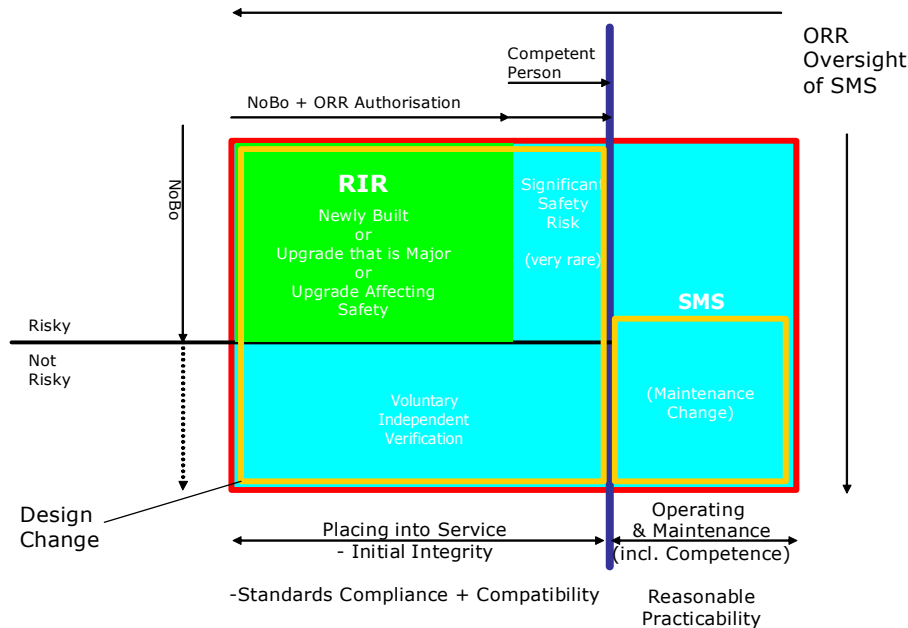 ORR
Oversight
of SMS
Competent
Person
NoBo + ORR Authorisation
NoBo
RIR
Newly Built
or
Upgrade that is Major
or
Upgrade Affecting
Safety
Significant
Safety
Risk
(very rare)
SMS
Risky
Not
Risky
Voluntary
Independent
Verification
(Maintenance
Change)
Design
Change
Placing into Service
- Initial Integrity
Operating
& Maintenance
(incl. Competence)
-Standards Compliance + Compatibility
Reasonable
Practicability